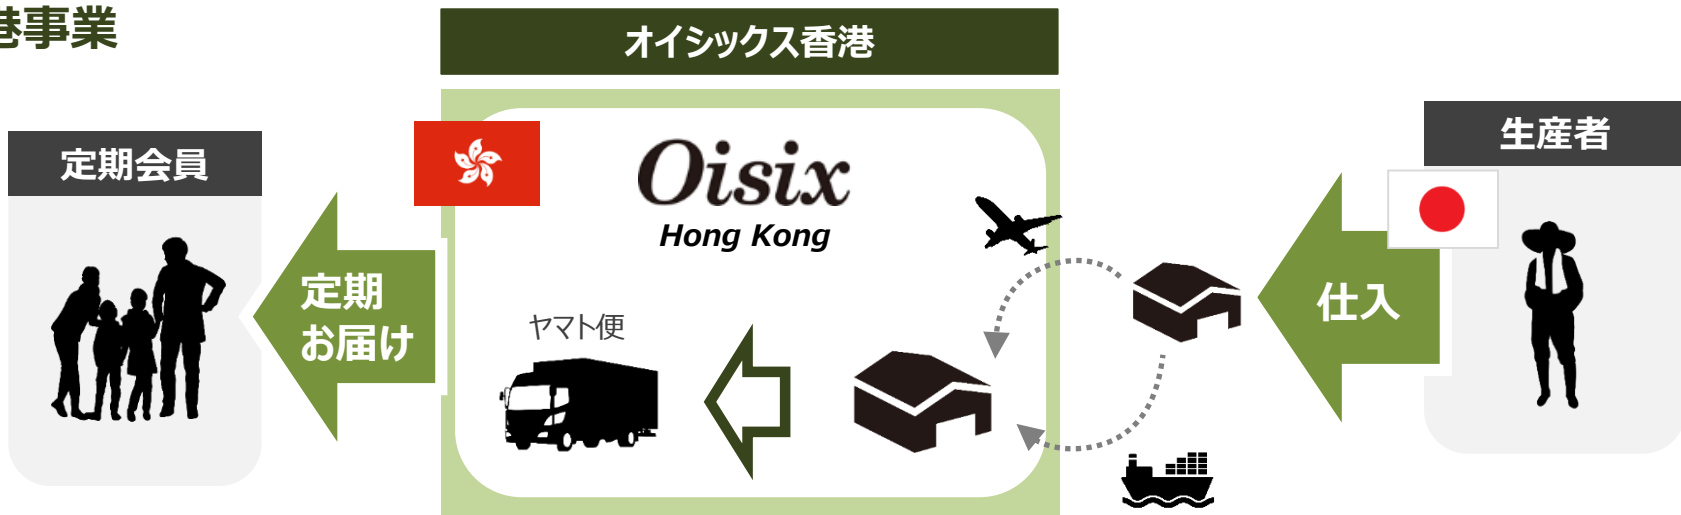 港事業
オイシックス香港
定期会員
生産者
Oisix
Hong Kong
定期
お届け
ヤマト便
仕入